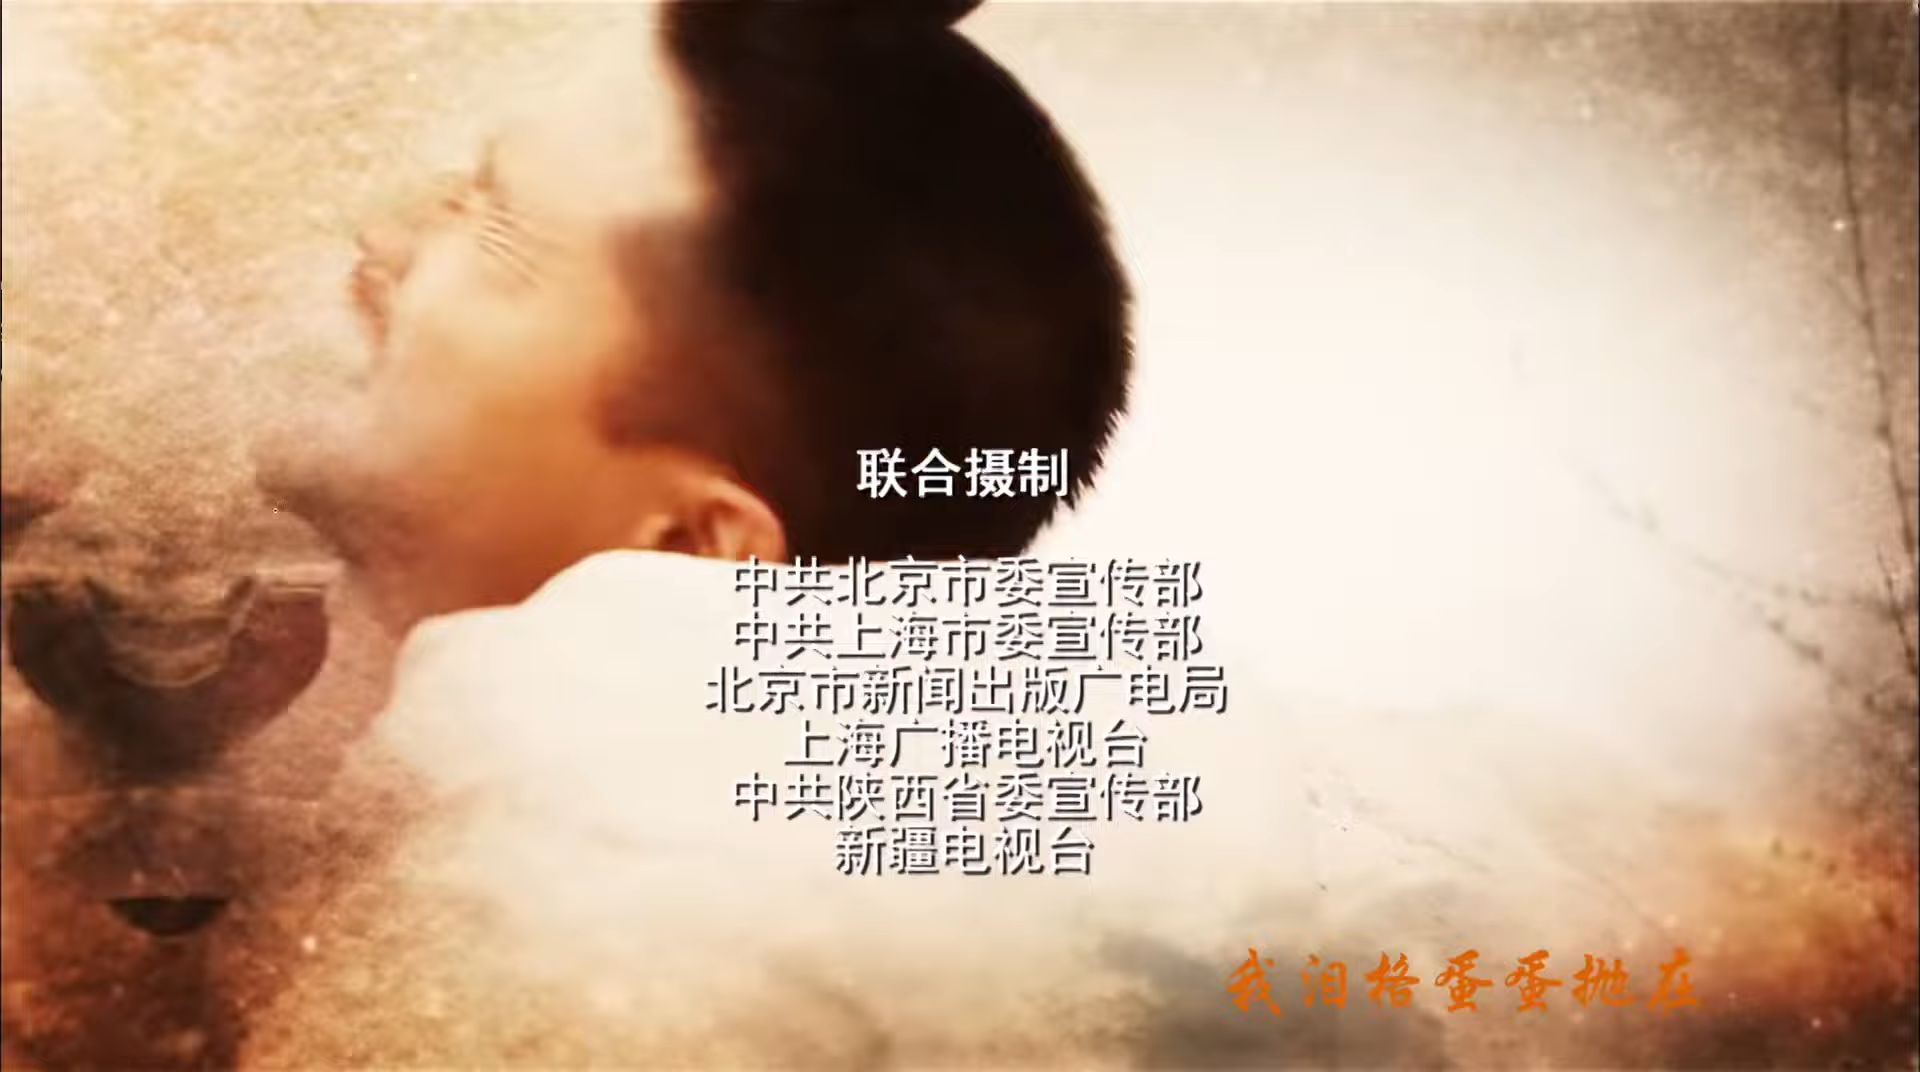 联合摄制
中共北京市委宣传部
中共上海市委宣传部
北京市新闻出版广电局
上海广播电视台
中共陕西省委宣传部
新疆电视台
我泪格蛋蛋抛在